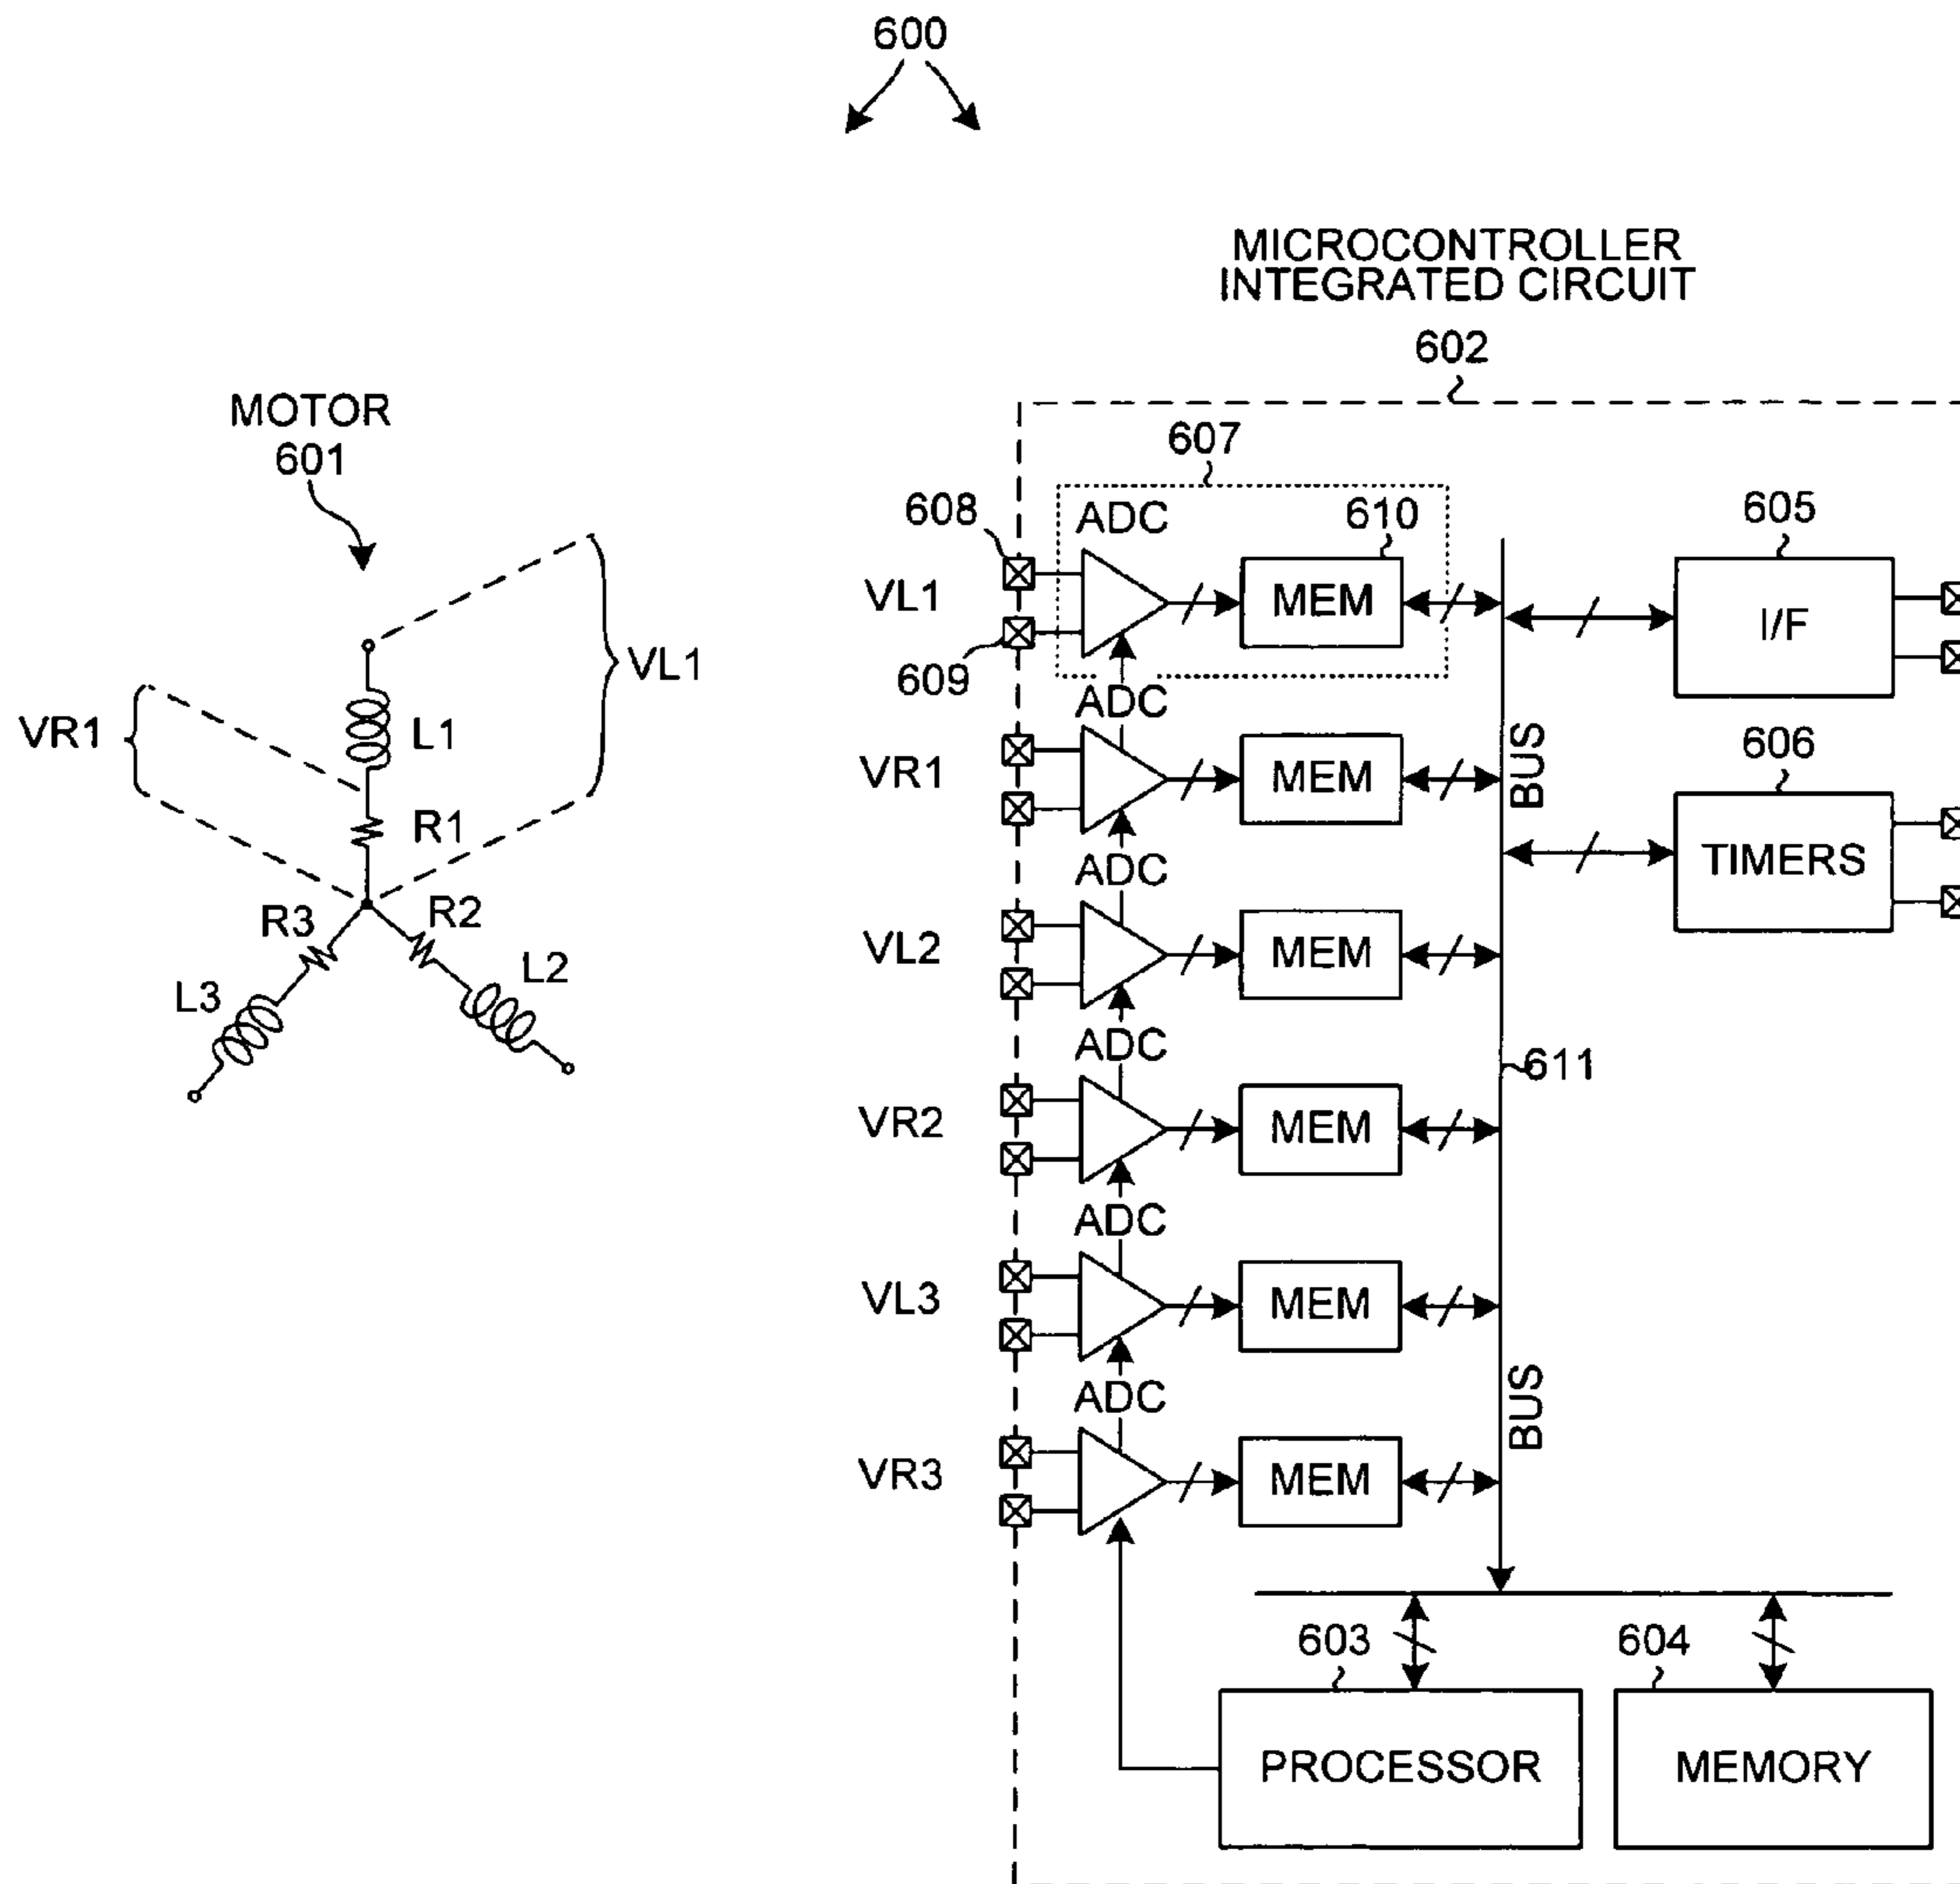 600
MICROCONTROLLER
INTEGRATED CIRCUIT
602
MOTOR
601
607
608
ADC
610
605
VL1
MEM
I/F
609
VL1
VR1
L1
ADC
VR1
MEM
BUS
606
R1
ADC
TIMERS
R3
R2
VL2
MEM
L3
L2
ADC
611
VR2
MEM
ADC
VL3
MEM
ADC
BUS
VR3
MEM
603
604
PROCESSOR
MEMORY